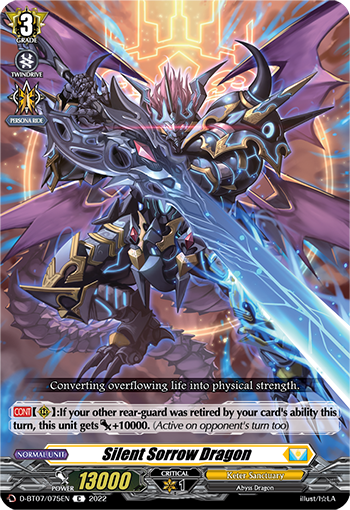 3
GRADE
TWINDRIVE
PERSONA RIDE
Converting overflowing life into physical strength.
CONT【】1:If your other rear-guard was retired by your card's ability this
turn, this unit gets +10000. (Active on opponent's turn too)
NORMAL UNIT
Silent Sorrow Dragon
POWER 13000 CRITICAL 1
Keter Sanctuary
Abyss Dragon
D-BT07/075EN C 2022 illust/h☆LA